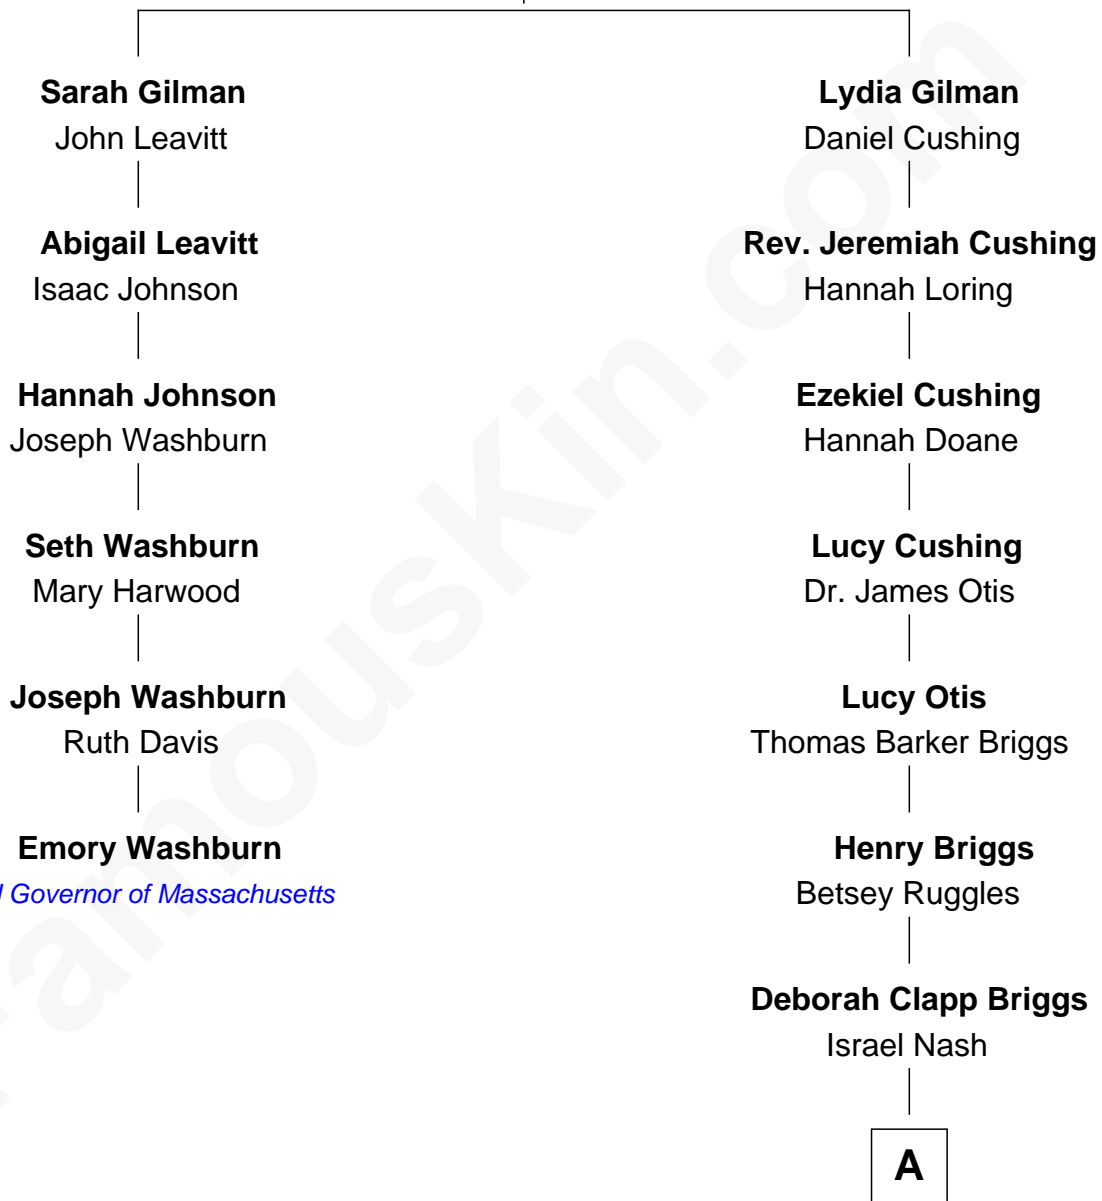 Sarah Gilman
John Leavitt
Abigail Leavitt
Isaac Johnson
Hannah Johnson
Joseph Washburn
Seth Washburn
Mary Harwood
Joseph Washburn
Ruth Davis
Emory Washburn
Governor of Massachusetts
Lydia Gilman
Daniel Cushing
Rev. Jeremiah Cushing
Hannah Loring
Ezekiel Cushing
Hannah Doane
Lucy Cushing
Dr. James Otis
Lucy Otis
Thomas Barker Briggs
Henry Briggs
Betsey Ruggles
Deborah Clapp Briggs
Israel Nash
A
amouskin.com